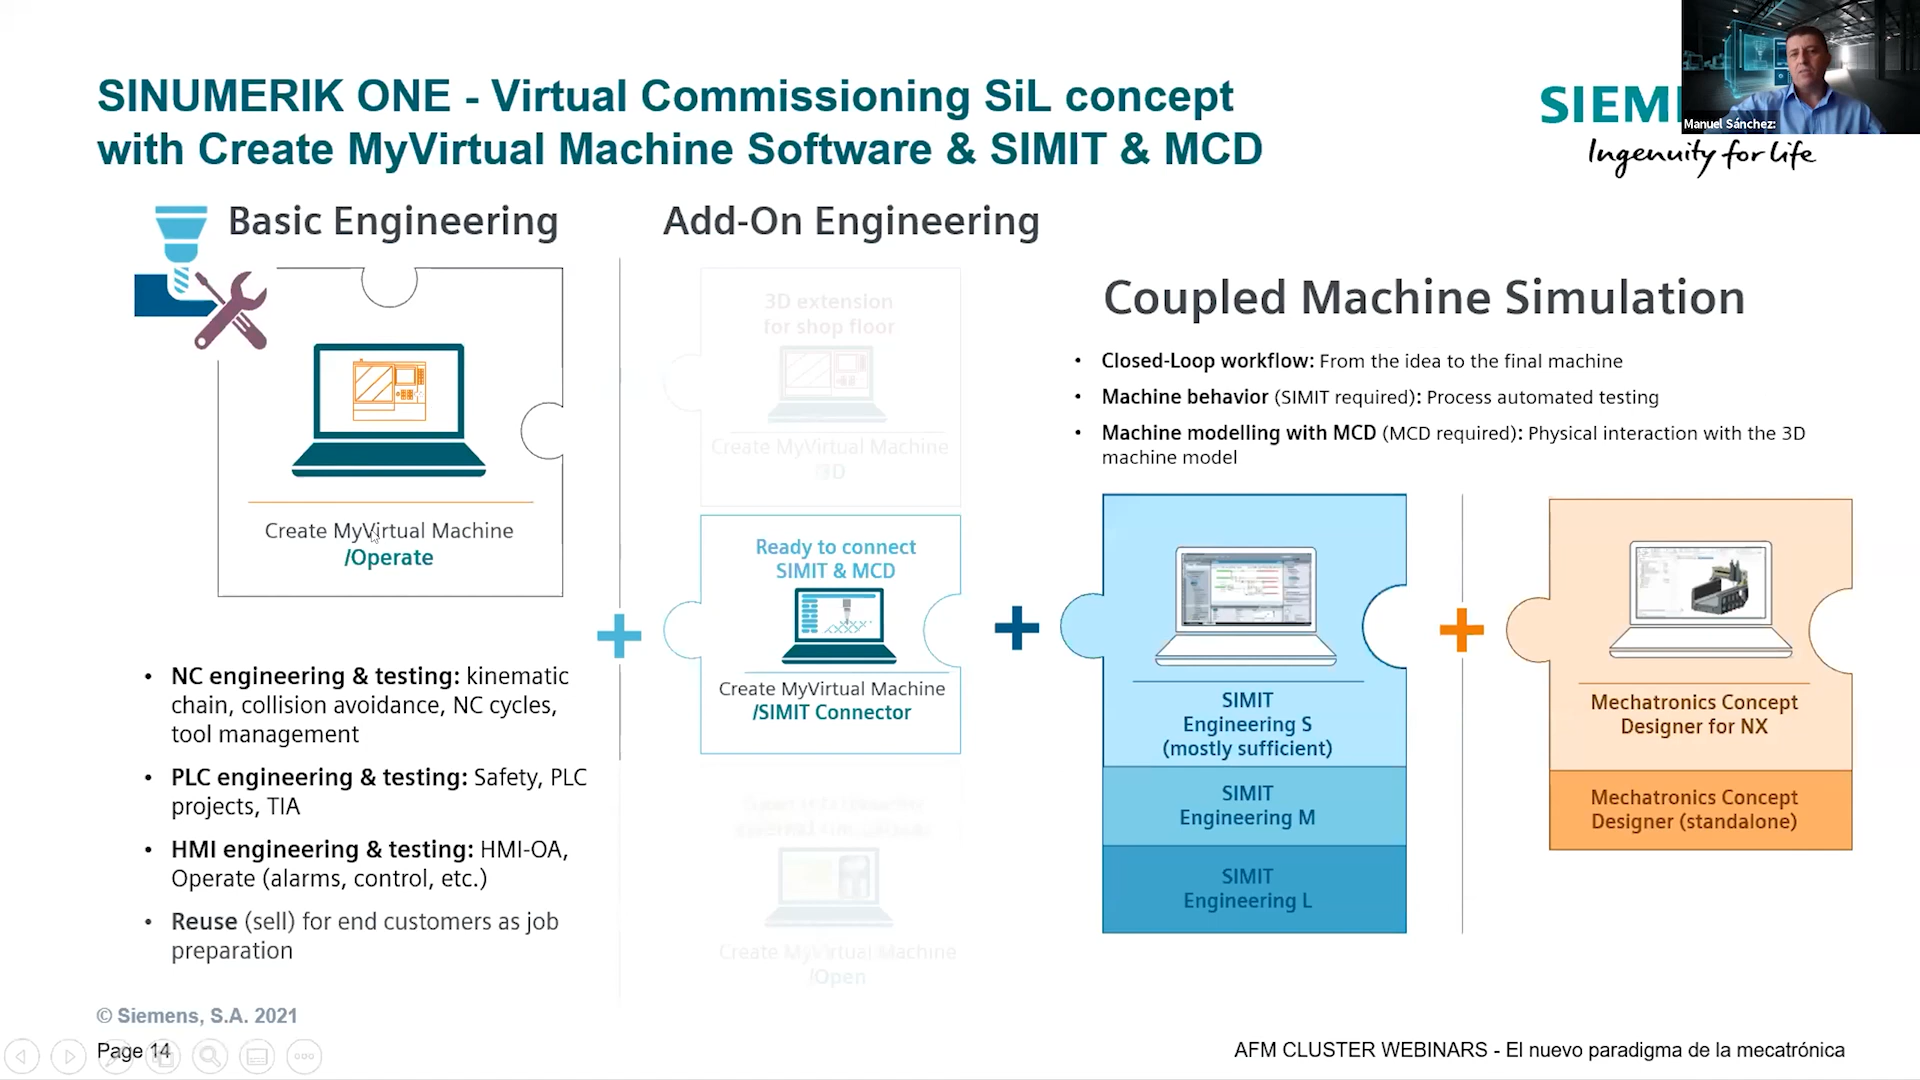 SINUMERIK ONE - Virtual Commissioning SiL concept
with Create MyVirtual Machine Software & SIMIT & MCD
SIEM
Ingenuity for life
Manuel Sánchez:
Basic Engineering
Create MyVirtual Machine
/Operate
• NC engineering & testing: kinematic
chain, collision avoidance, NC cycles,
tool management
• PLC engineering & testing: Safety, PLC
projects, TIA
• HMI engineering & testing: HMI-OA,
Operate (alarms, control, etc.)
• Reuse (sell) for end customers as job
preparation
Add-On Engineering
3D extension
for shop floor
Create MyVirtual Machine
Ready to connect
SIMIT & MCD
Create MyVirtual Machine
/SIMIT Connector
Create MyVirtual Machine
/Open
Coupled Machine Simulation
• Closed-Loop workflow: From the idea to the final machine
• Machine behavior (SIMIT required): Process automated testing
• Machine modelling with MCD (MCD required): Physical interaction with the 3D
machine model
SIMIT
Engineering S
(mostly sufficient)
SIMIT
Engineering M
SIMIT
Engineering L
Mechatronics Concept
Designer for NX
Mechatronics Concept
Designer (standalone)
© Siemens, S.A. 2021
Page 14
AFM CLUSTER WEBINARS - El nuevo paradigma de la mecatrónica